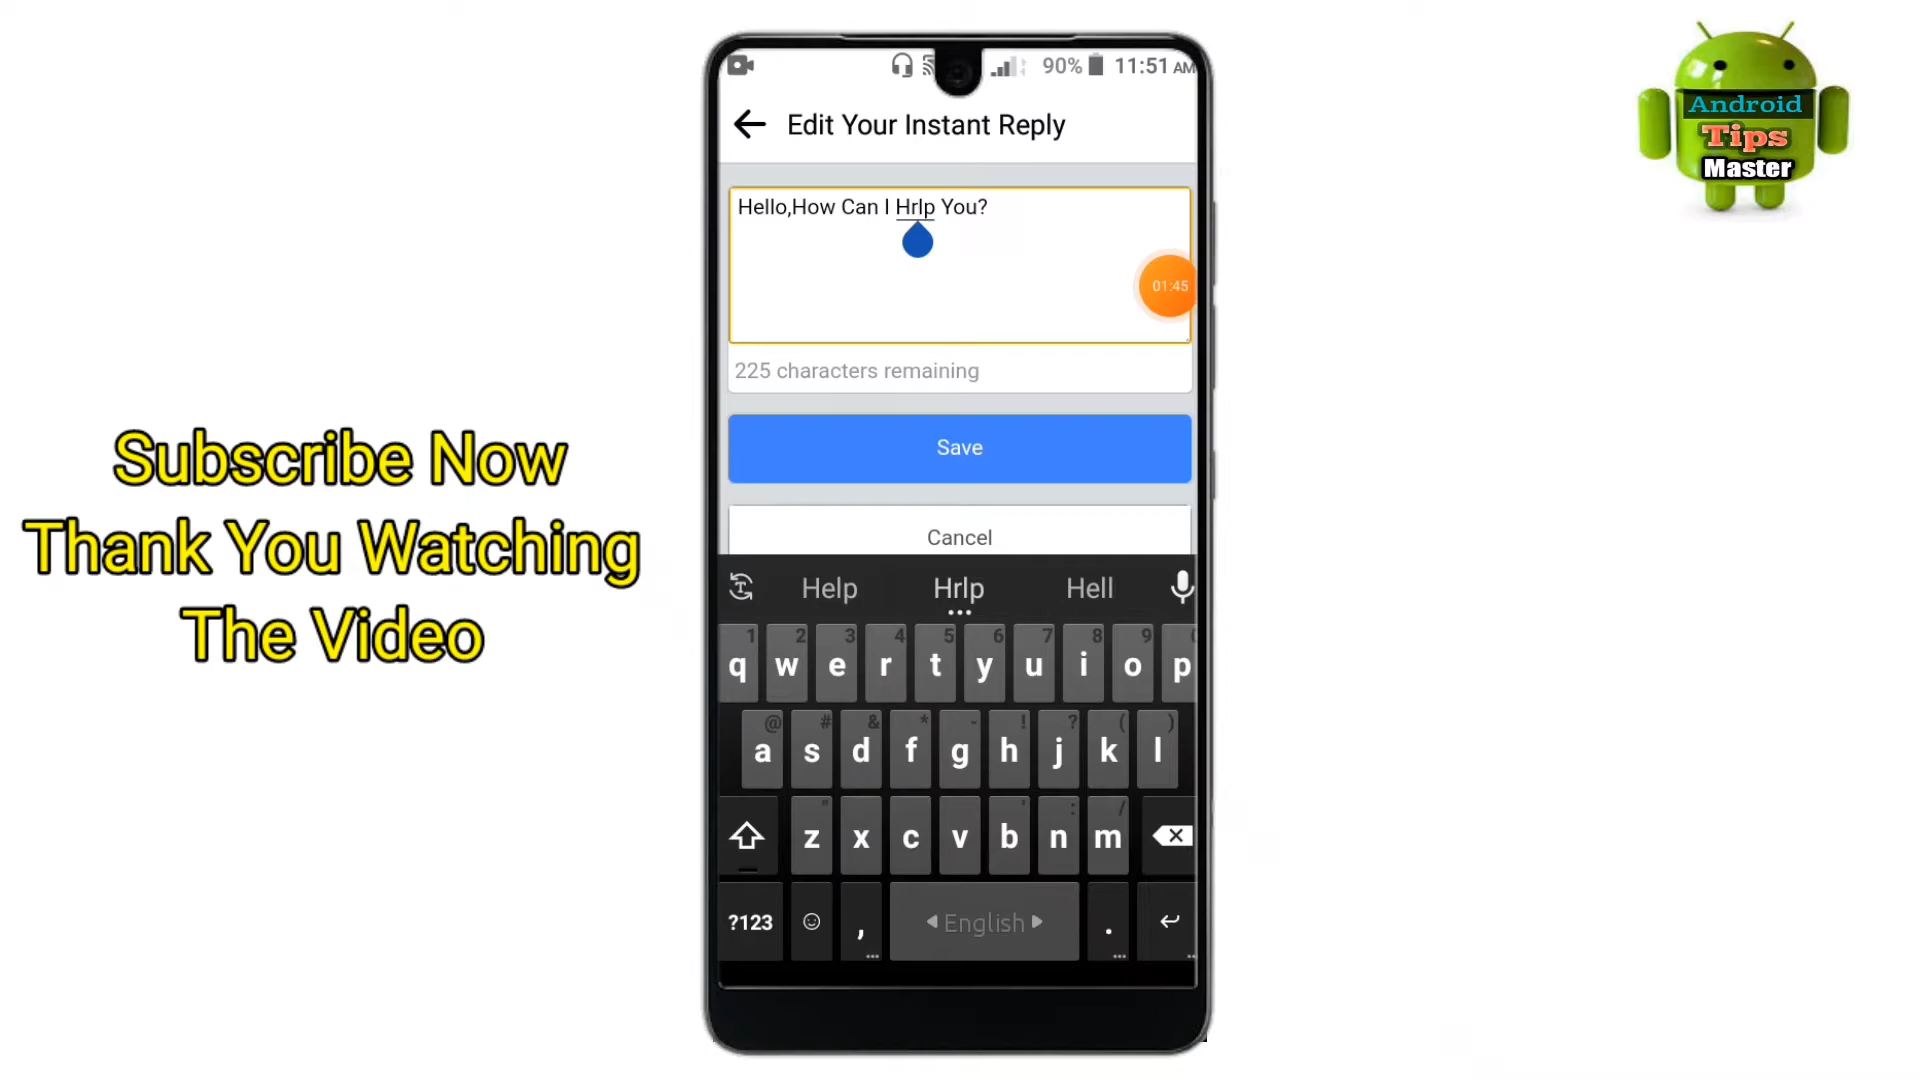 90% 11:51 AM
Edit Your Instant Reply
Android
Tips
Master
Hello,How Can I Hrlp You?
01:45
225 characters remaining
Save
Cancel
Subscribe Now
Thank You Watching
The Video
Help Hrlp Hell
1 2 3 4 5 6 7 8 9
q w e r t y u i o p
@ # & * - ! ? ( )
a s d f g h j k l
" ' : /
z x c v b n m
?123 , English .